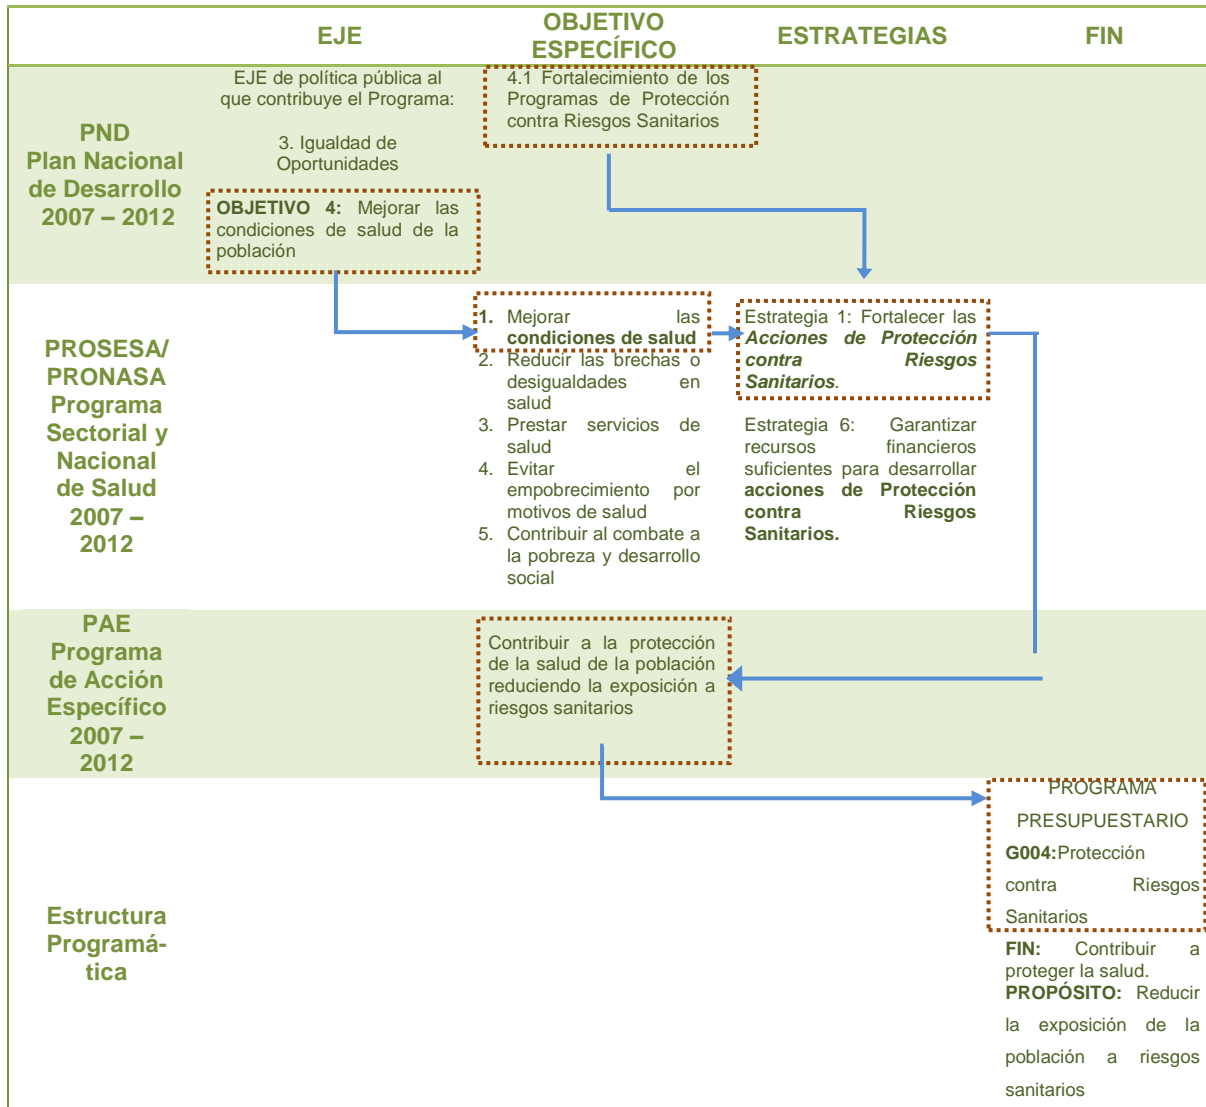 EJE
OBJETIVO
ESPECÍFICO
ESTRATEGIAS
FIN
PND
Plan Nacional
de Desarrollo
2007 – 2012
EJE de política pública al
que contribuye el Programa:
3. Igualdad de
Oportunidades
OBJETIVO 4: Mejorar las
condiciones de salud de la
población
4.1 Fortalecimiento de los
Programas de Protección
contra Riesgos Sanitarios
PROSESA/
PRONASA
Programa
Sectorial y
Nacional
de Salud
2007 –
2012
1. Mejorar las
condiciones de salud
2. Reducir las brechas o
desigualdades en
salud
3. Prestar servicios de
salud
4. Evitar el
empobrecimiento por
motivos de salud
5. Contribuir al combate a
la pobreza y desarrollo
social
Estrategia 1: Fortalecer las
Acciones de Protección
contra Riesgos
Sanitarios.
Estrategia 6: Garantizar
recursos financieros
suficientes para desarrollar
acciones de Protección
contra Riesgos
Sanitarios.
PAE
Programa
de Acción
Específico
2007 –
2012
Contribuir a la protección
de la salud de la población
reduciendo la exposición a
riesgos sanitarios
Estructura
Programá-
tica
PROGRAMA
PRESUPUESTARIO
G004:Protección
contra Riesgos
Sanitarios
FIN: Contribuir a
proteger la salud.
PROPÓSITO: Reducir
la exposición de la
población a riesgos
sanitarios